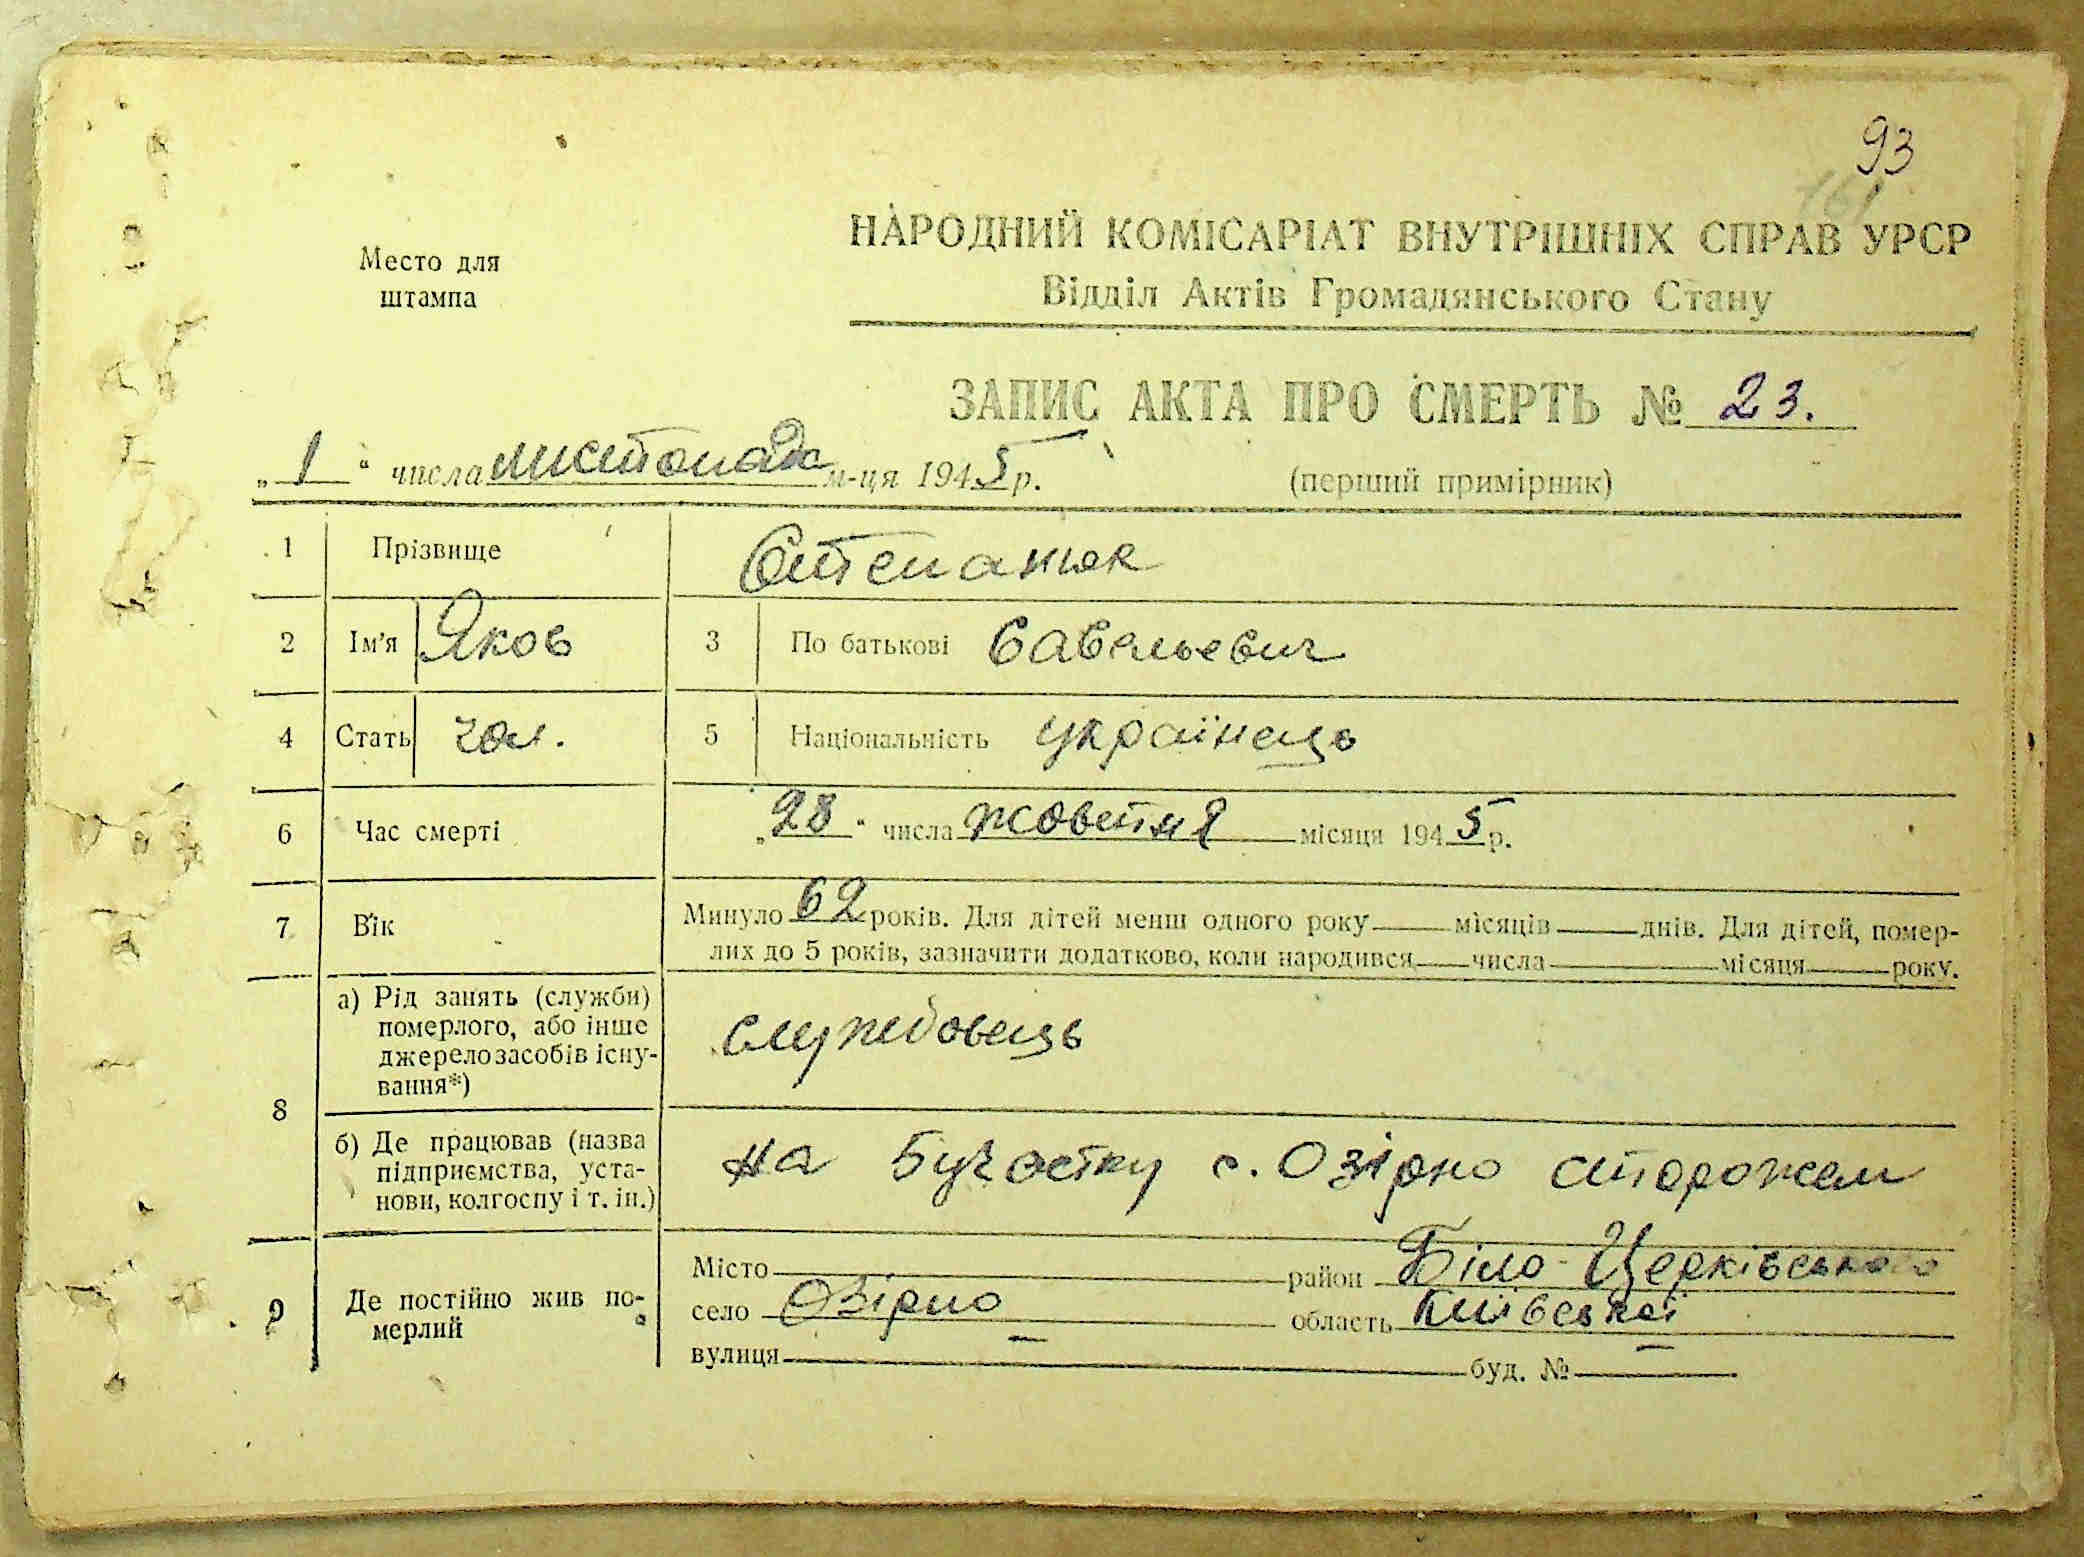 93
161
Место для
штампа
НАРОДНИЙ КОМІСАРІАТ ВНУТРІШНІХ СПРАВ УРСР
Відділ Актів Громадянського Стану
ЗАПИС АКТА ПРО СМЕРТЬ № 23.
„1“ числа листопада м-ця 1945 р.
(перший примірник)
1 Прізвище Степанюк
2 Ім'я Яков 3 По батькові Савельевич
4 Стать чол. 5 Національність українець
6 Час смерті „28“ числа жовтня місяця 1945 р.
7 Вік Минуло 62 років. Для дітей менш одного року місяців днів. Для дітей, помер-
лих до 5 років, зазначити додатково, коли народився числа місяця року.
8 а) Рід занять (служби)
померлого, або інше
джерело засобів існу-
вання*)
службовець
б) Де працював (назва
підприємства, уста-
нови, колгоспу і т. ін.)
на Бучастку с. Озірно сторожем
9 Де постійно жив по-
мерлий
Місто район Біло-Церківського
село Озірно область Київської
вулиця буд. №